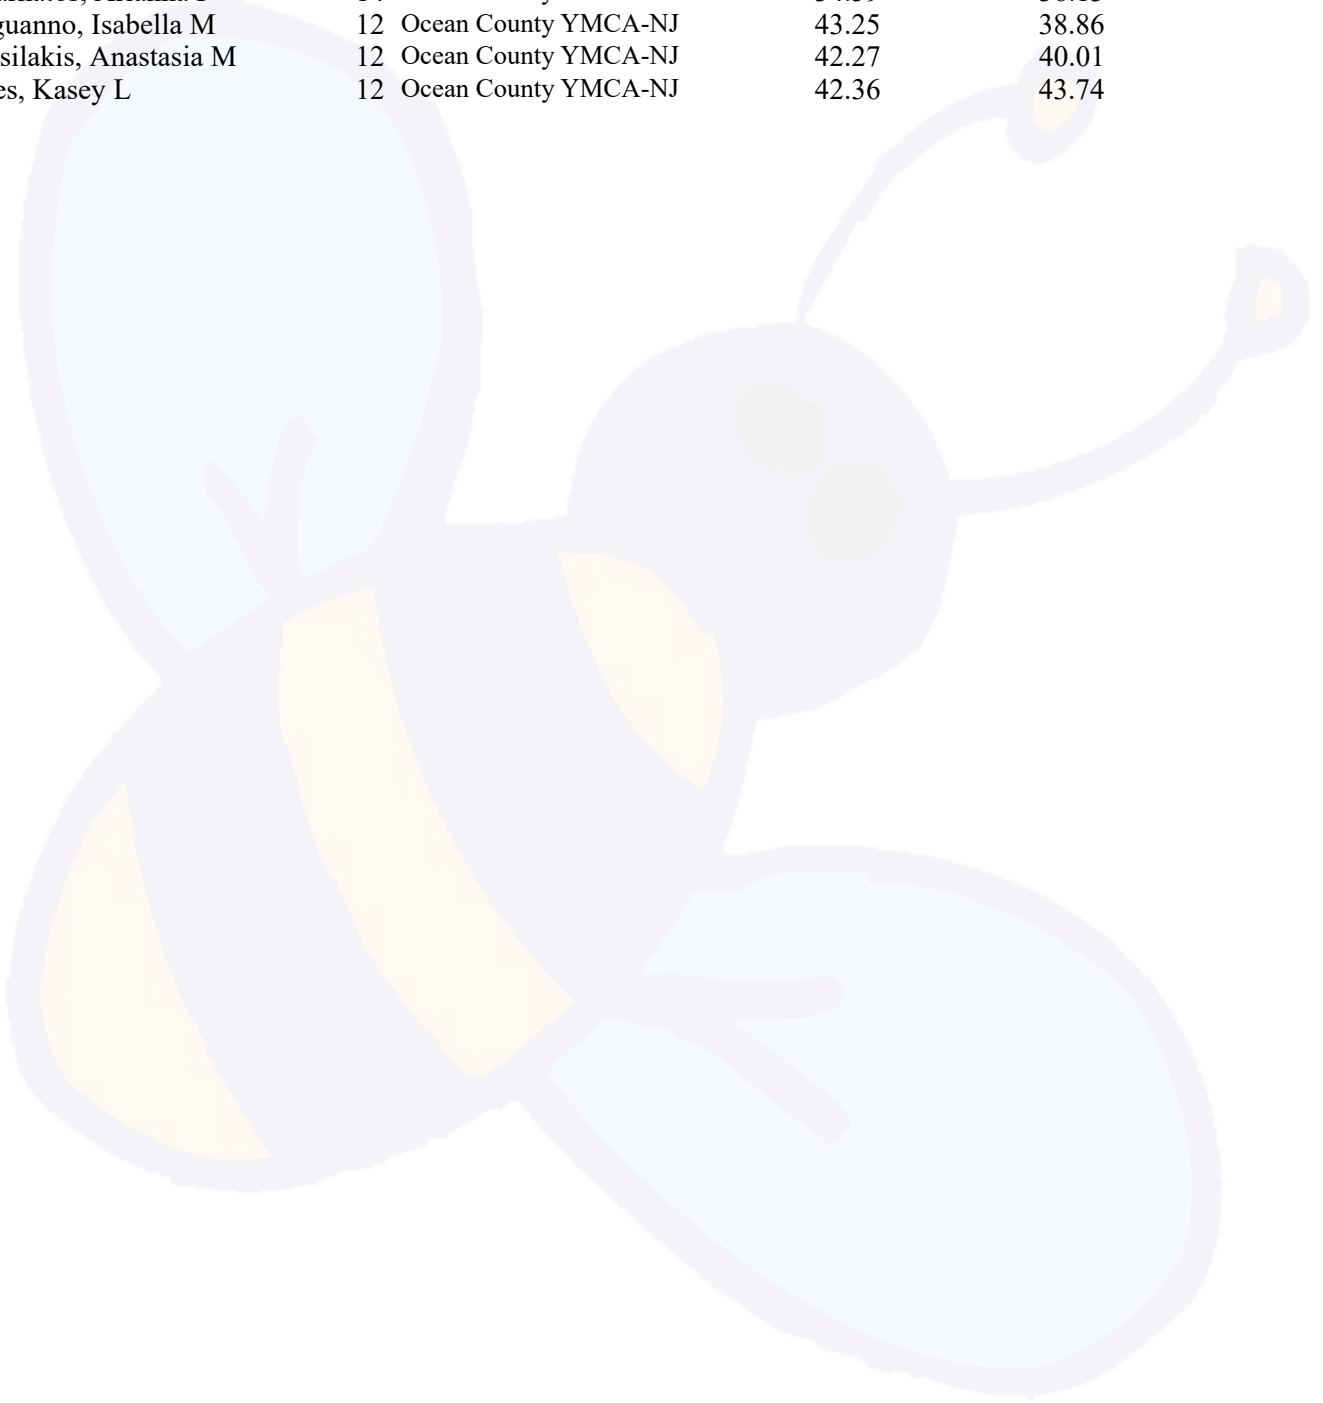 guanno, Isabella M 12 Ocean County YMCA-NJ 43.25 38.86
silakis, Anastasia M 12 Ocean County YMCA-NJ 42.27 40.01
es, Kasey L 12 Ocean County YMCA-NJ 42.36 43.74